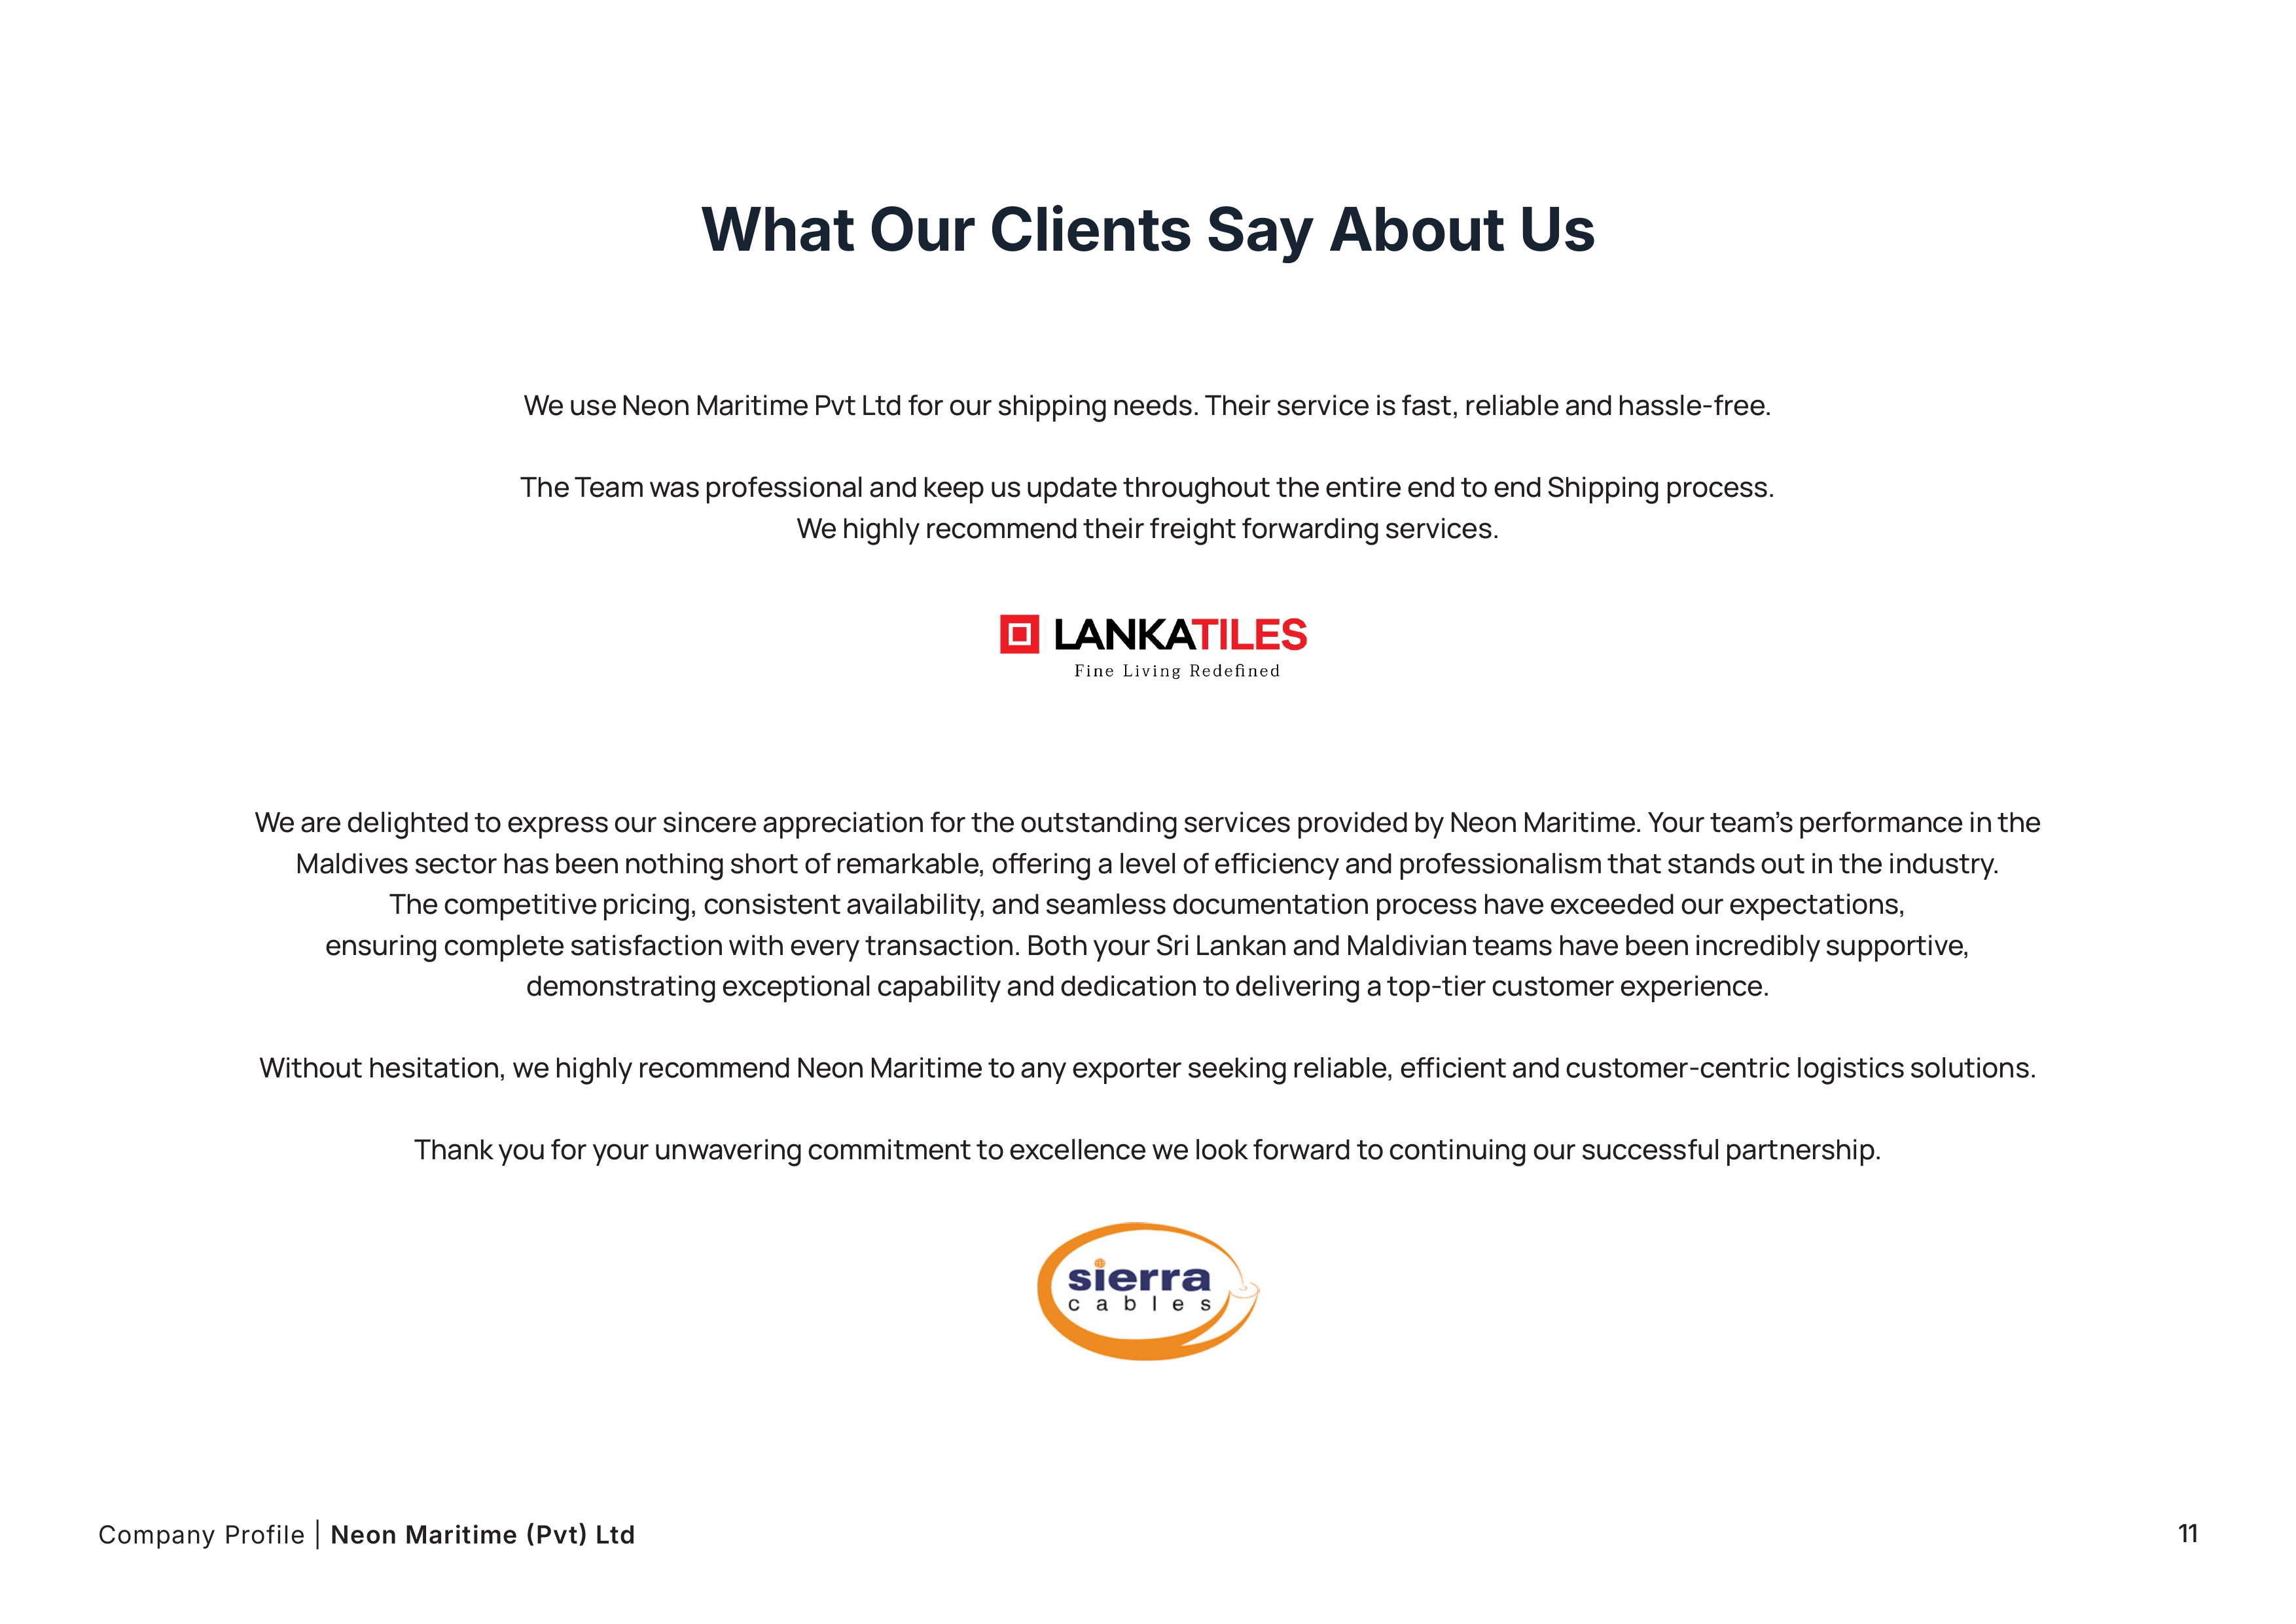 What Our Clients Say About Us
We use Neon Maritime Pvt Ltd for our shipping needs. Their service is fast, reliable and hassle-free.
The Team was professional and keep us update throughout the entire end to end Shipping process.
We highly recommend their freight forwarding services.
LANKATILES
Fine Living Redefined
We are delighted to express our sincere appreciation for the outstanding services provided by Neon Maritime. Your team’s performance in the
Maldives sector has been nothing short of remarkable, offering a level of efficiency and professionalism that stands out in the industry.
The competitive pricing, consistent availability, and seamless documentation process have exceeded our expectations,
ensuring complete satisfaction with every transaction. Both your Sri Lankan and Maldivian teams have been incredibly supportive,
demonstrating exceptional capability and dedication to delivering a top-tier customer experience.
Without hesitation, we highly recommend Neon Maritime to any exporter seeking reliable, efficient and customer-centric logistics solutions.
Thank you for your unwavering commitment to excellence we look forward to continuing our successful partnership.
sierra
cables
Company Profile | Neon Maritime (Pvt) Ltd
11